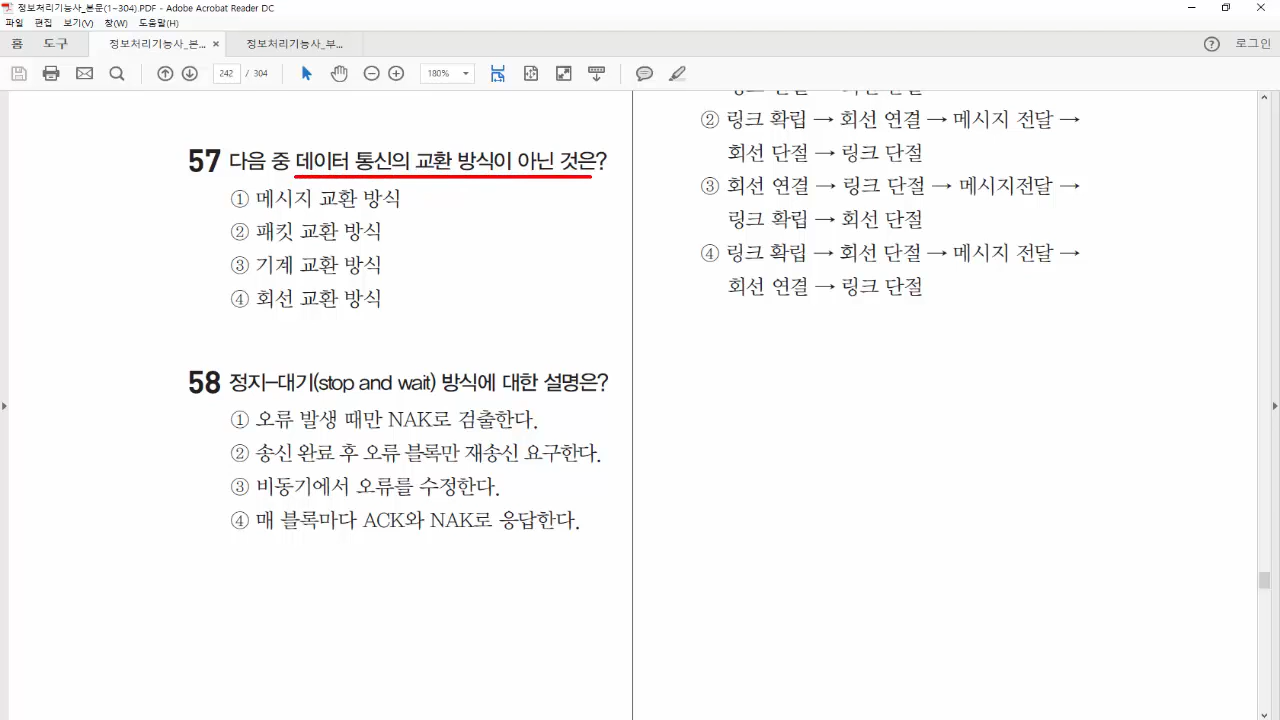 정보처리기능사_본문(1~304).PDF - Adobe Acrobat Reader DC
파일 편집 보기(V) 창(W) 도움말(H)
홈 도구 정보처리기능사_본... × 정보처리기능사_부... 로그인
242 / 304 180%
57 다음 중 데이터 통신의 교환 방식이 아닌 것은?
① 메시지 교환 방식
② 패킷 교환 방식
③ 기계 교환 방식
④ 회선 교환 방식
58 정지-대기(stop and wait) 방식에 대한 설명은?
① 오류 발생 때만 NAK로 검출한다.
② 송신 완료 후 오류 블록만 재송신 요구한다.
③ 비동기에서 오류를 수정한다.
④ 매 블록마다 ACK와 NAK로 응답한다.
② 링크 확립 → 회선 연결 → 메시지 전달 →
회선 단절 → 링크 단절
③ 회선 연결 → 링크 단절 → 메시지전달 →
링크 확립 → 회선 단절
④ 링크 확립 → 회선 단절 → 메시지 전달 →
회선 연결 → 링크 단절